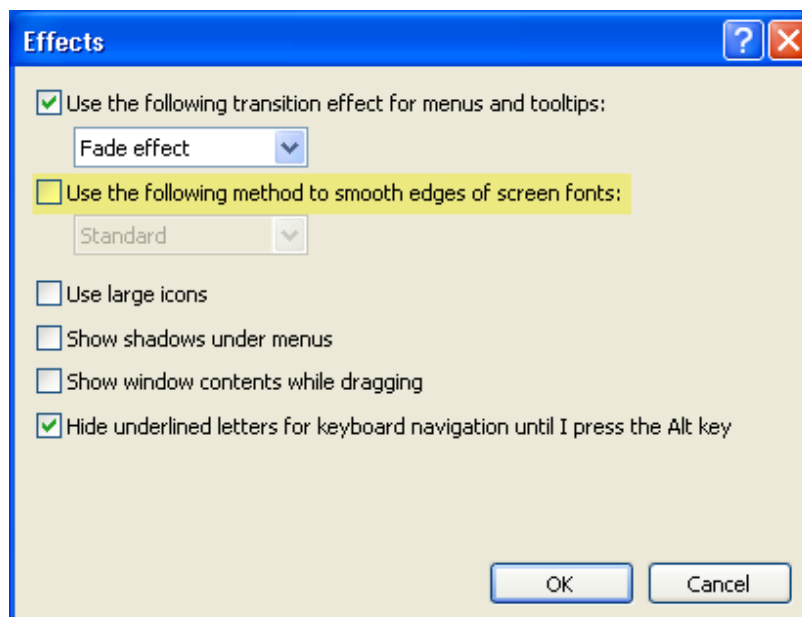 Effects
Use the following transition effect for menus and tooltips:
Fade effect
Use the following method to smooth edges of screen fonts:
Standard
Use large icons
Show shadows under menus
Show window contents while dragging
Hide underlined letters for keyboard navigation until I press the Alt key
OK Cancel